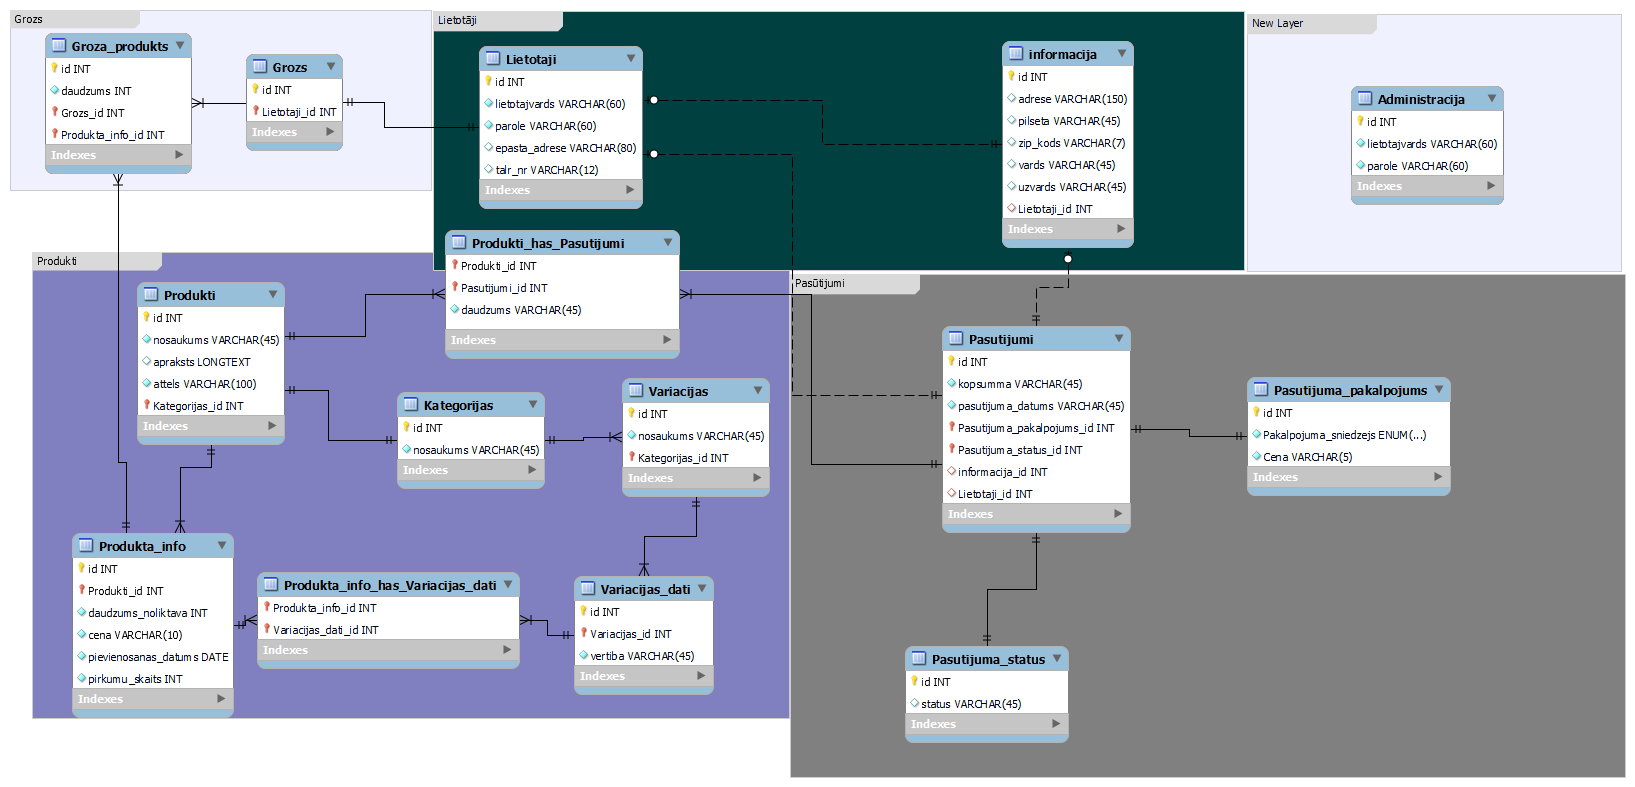 Grozs
Groza_produkts
id INT
daudzums INT
Grozs_id INT
Produkta_info_id INT
Indexes
Grozs
id INT
Lietotaji_id INT
Indexes
Lietotāji
Lietotaji
id INT
lietotajvards VARCHAR(60)
parole VARCHAR(60)
epasta_adrese VARCHAR(80)
talr_nr VARCHAR(12)
Indexes
informacija
id INT
adrese VARCHAR(150)
pilseta VARCHAR(45)
zip_kods VARCHAR(7)
vards VARCHAR(45)
uzvards VARCHAR(45)
Lietotaji_id INT
Indexes
New Layer
Administracija
id INT
lietotajvards VARCHAR(60)
parole VARCHAR(60)
Indexes
Produkti
Produkti_has_Pasutijumi
Produkti_id INT
Pasutijumi_id INT
daudzums VARCHAR(45)
Indexes
Produkti
id INT
nosaukums VARCHAR(45)
apraksts LONGTEXT
attels VARCHAR(100)
Kategorijas_id INT
Indexes
Kategorijas
id INT
nosaukums VARCHAR(45)
Indexes
Variacijas
id INT
nosaukums VARCHAR(45)
Kategorijas_id INT
Indexes
Produkta_info
id INT
Produkti_id INT
daudzums_noliktava INT
cena VARCHAR(10)
pievienosanas_datums DATE
pirkumu_skaits INT
Indexes
Produkta_info_has_Variacijas_dati
Produkta_info_id INT
Variacijas_dati_id INT
Indexes
Variacijas_dati
id INT
Variacijas_id INT
vertiba VARCHAR(45)
Indexes
Pasūtijumi
Pasutijumi
id INT
kopsumma VARCHAR(45)
pasutijuma_datums VARCHAR(45)
Pasutijuma_pakalpojums_id INT
Pasutijuma_status_id INT
informacija_id INT
Lietotaji_id INT
Indexes
Pasutijuma_pakalpojums
id INT
Pakalpojuma_sniedzejs ENUM(...)
Cena VARCHAR(5)
Indexes
Pasutijuma_status
id INT
status VARCHAR(45)
Indexes